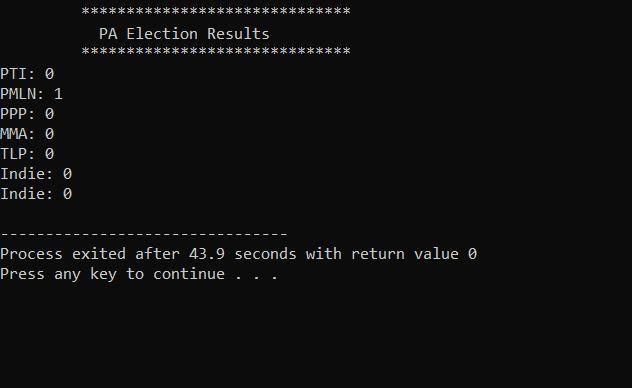 ******************************
PA Election Results
******************************
PTI: 0
PMLN: 1
PPP: 0
MMA: 0
TLP: 0
Indie: 0
Indie: 0
--------------------------------
Process exited after 43.9 seconds with return value 0
Press any key to continue . . .